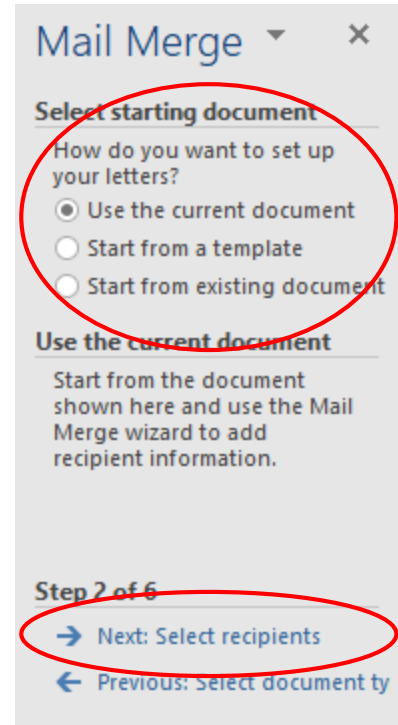 Mail Merge
Select starting document
How do you want to set up
your letters?
Use the current document
Start from a template
Start from existing document
Use the current document
Start from the document
shown here and use the Mail
Merge wizard to add
recipient information.
Step 2 of 6
Next: Select recipients
Previous: Select document ty